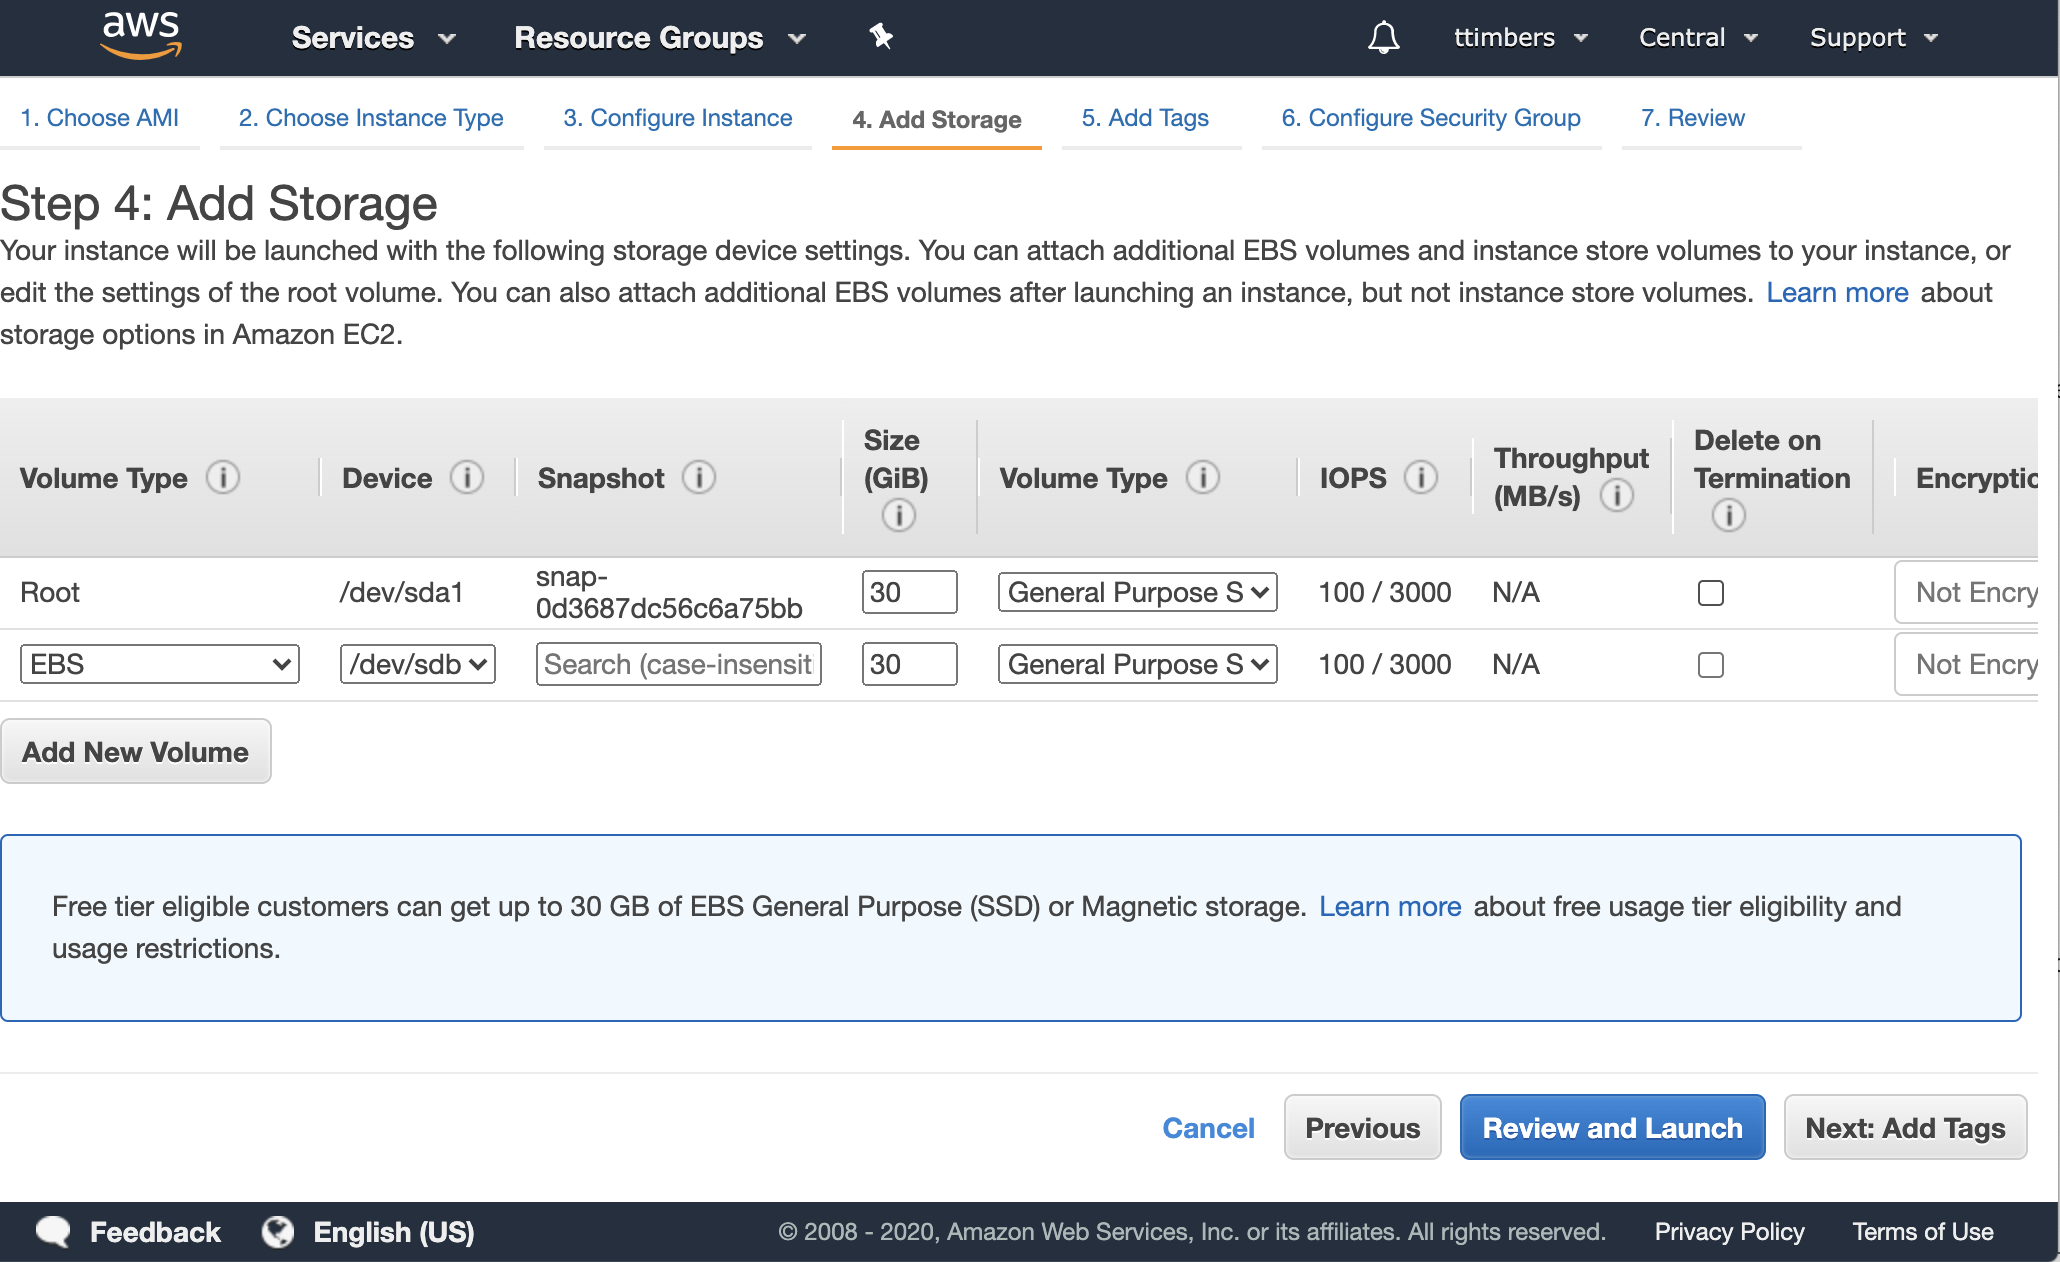 aws Services Resource Groups ttimbers Central Support
1. Choose AMI 2. Choose Instance Type 3. Configure Instance 4. Add Storage 5. Add Tags 6. Configure Security Group 7. Review
Step 4: Add Storage
Your instance will be launched with the following storage device settings. You can attach additional EBS volumes and instance store volumes to your instance, or
edit the settings of the root volume. You can also attach additional EBS volumes after launching an instance, but not instance store volumes. Learn more about
storage options in Amazon EC2.
Volume Type Device Snapshot Size (GiB) Volume Type IOPS Throughput (MB/s) Delete on Termination Encryptio
Root /dev/sda1 snap-0d3687dc56c6a75bb 30 General Purpose S 100 / 3000 N/A Not Encry
EBS /dev/sdb Search (case-insensit 30 General Purpose S 100 / 3000 N/A Not Encry
Add New Volume
Free tier eligible customers can get up to 30 GB of EBS General Purpose (SSD) or Magnetic storage. Learn more about free usage tier eligibility and
usage restrictions.
Cancel Previous Review and Launch Next: Add Tags
Feedback English (US) © 2008 - 2020, Amazon Web Services, Inc. or its affiliates. All rights reserved. Privacy Policy Terms of Use